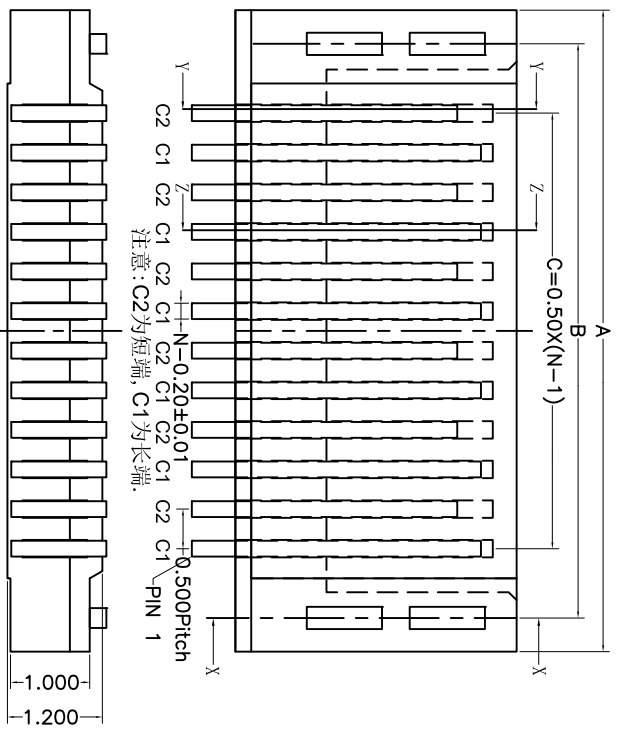 A
B
C=0.50X(N-1)
Y
Y
Z
Z
X
X
C2
C1
C2
C1
C2
C1
C2
C1
C2
C1
C2
C1
N-0.20±0.01
0.500Pitch
PIN 1
注意:C2为短端,C1为长端.
1.000
1.200